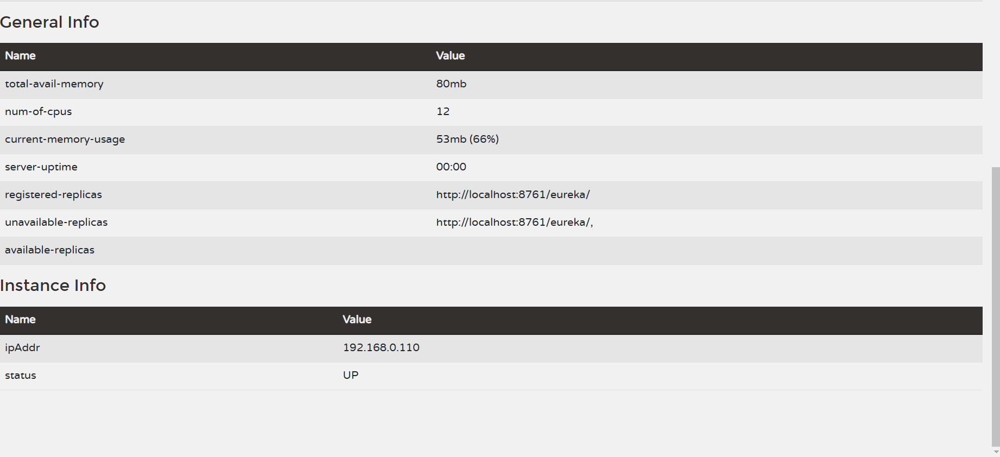 General Info
Name Value
total-avail-memory 80mb
num-of-cpus 12
current-memory-usage 53mb (66%)
server-uptime 00:00
registered-replicas http://localhost:8761/eureka/
unavailable-replicas http://localhost:8761/eureka/,
available-replicas
Instance Info
Name Value
ipAddr 192.168.0.110
status UP